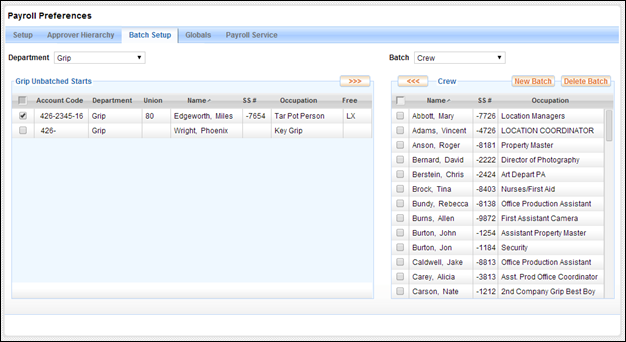 Payroll Preferences
Setup Approver Hierarchy Batch Setup Globals Payroll Service
Department Grip
Batch Crew
Grip Unbatched Starts >>>
Account Code Department Union Name SS # Occupation Free
426-2345-16 Grip 80 Edgeworth, Miles -7654 Tar Pot Person LX
426- Grip Wright, Phoenix Key Grip
<<< Crew New Batch Delete Batch
Name SS # Occupation
Abbott, Mary -7726 Location Managers
Adams, Vincent -4726 LOCATION COORDINATOR
Anson, Roger -8181 Property Master
Bernard, David -2222 Director of Photography
Berstein, Chris -2424 Art Depart PA
Brock, Tina -8403 Nurses/First Aid
Bundy, Rebecca -8138 Office Production Assistant
Burns, Allen -9872 First Assistant Camera
Burton, John -1254 Assistant Property Master
Burton, Jon -1184 Security
Caldwell, Jake -8813 Office Production Assistant
Carey, Alicia -3813 Asst. Prod Office Coordinator
Carson, Nate -1212 2nd Company Grip Best Boy